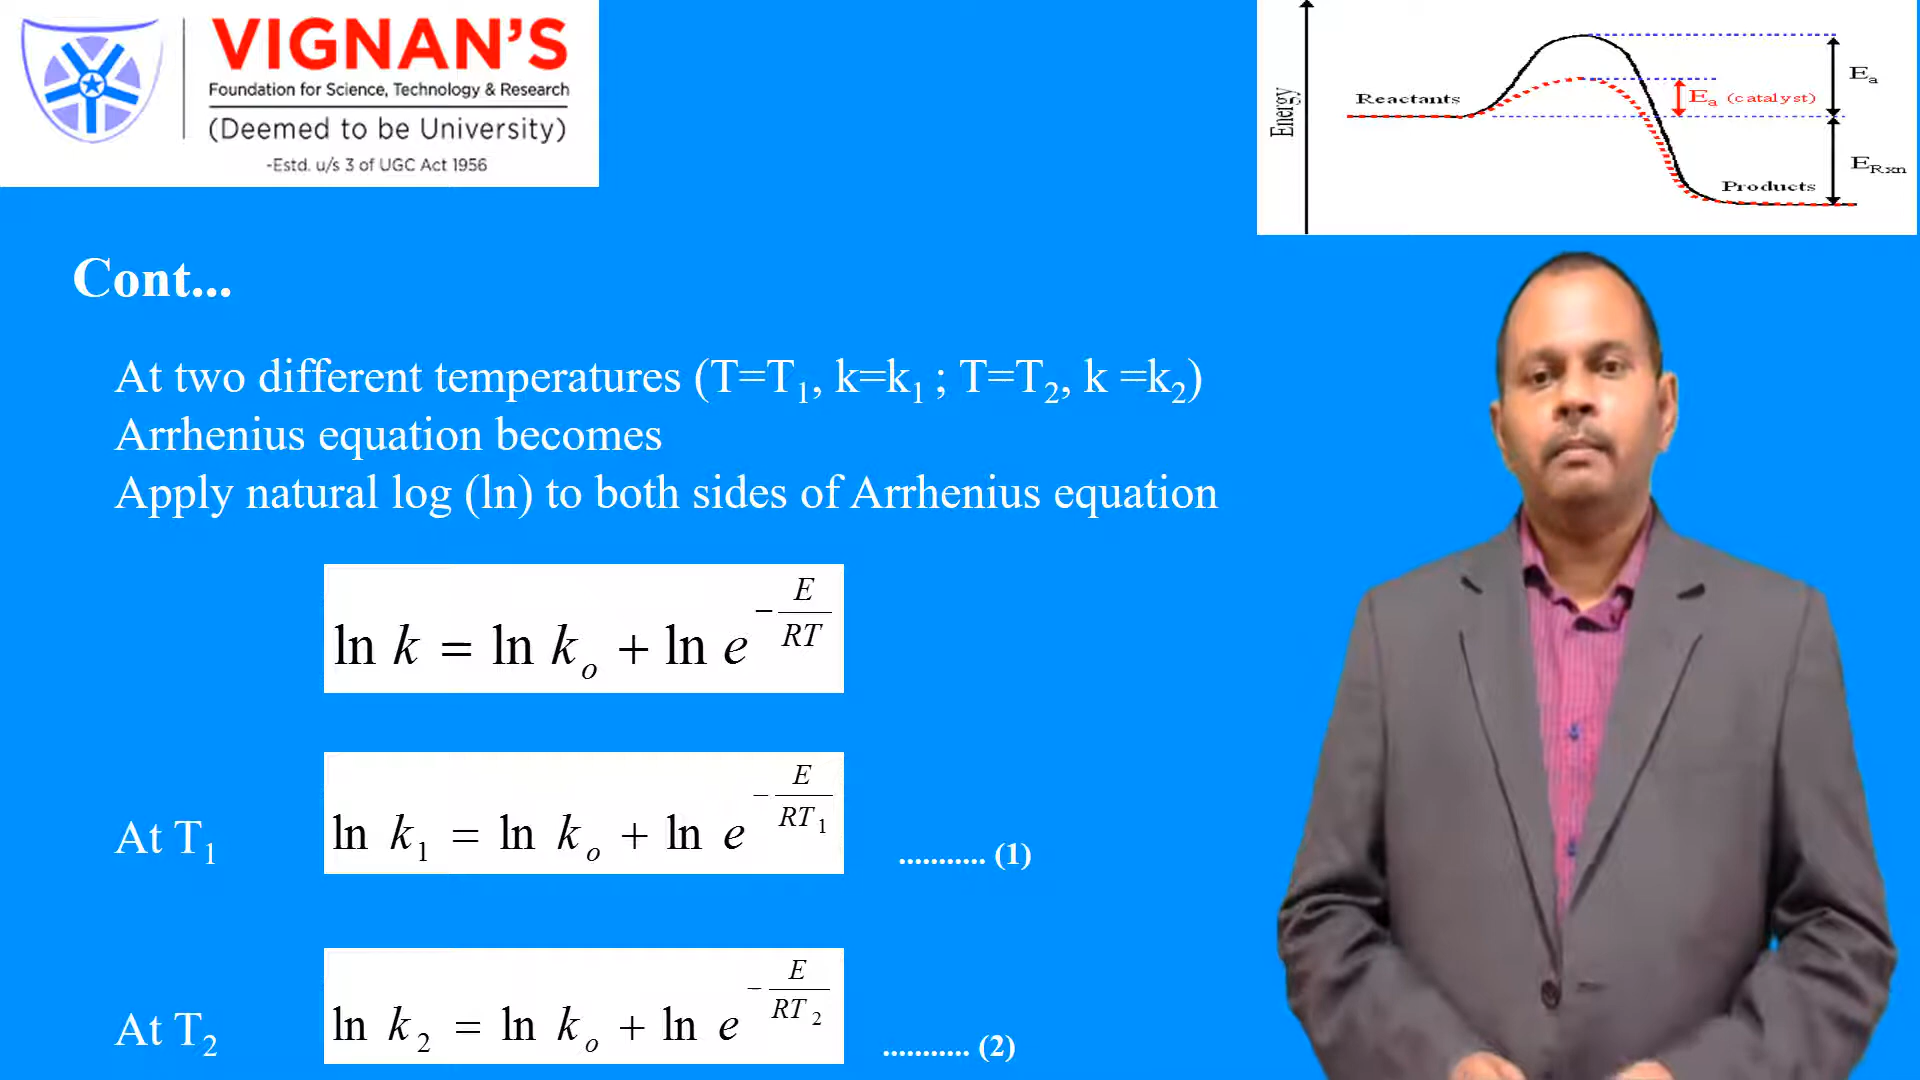 VIGNAN'S
Foundation for Science, Technology & Research
(Deemed to be University)
-Estd. u/s 3 of UGC Act 1956
Energy
Reactants
Products
Ea
Ea (catalyst)
ERxn
Cont...
At two different temperatures (T=T1, k=k1 ; T=T2, k =k2)
Arrhenius equation becomes
Apply natural log (ln) to both sides of Arrhenius equation
ln k = ln ko + ln e^(-E/RT)
At T1 ln k1 = ln ko + ln e^(-E/RT1) ........... (1)
At T2 ln k2 = ln ko + ln e^(-E/RT2) ........... (2)